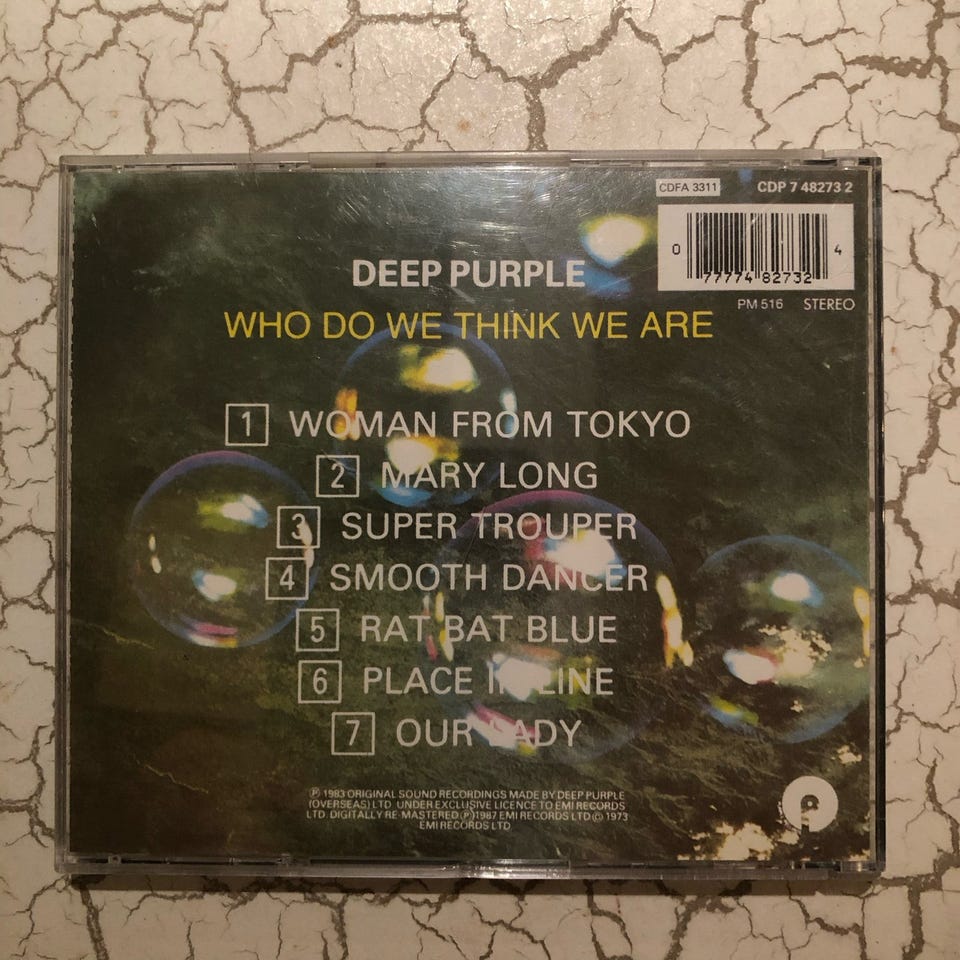 CDFA 3311 CDP 7 48273 2
0 77774 82732 4
PM 516 STEREO
DEEP PURPLE
WHO DO WE THINK WE ARE
1 WOMAN FROM TOKYO
2 MARY LONG
3 SUPER TROUPER
4 SMOOTH DANCER
5 RAT BAT BLUE
6 PLACE IN LINE
7 OUR LADY
℗ 1983 ORIGINAL SOUND RECORDINGS MADE BY DEEP PURPLE
(OVERSEAS) LTD. UNDER EXCLUSIVE LICENCE TO EMI RECORDS
LTD. DIGITALLY RE-MASTERED ℗ 1987 EMI RECORDS LTD © 1973
EMI RECORDS LTD